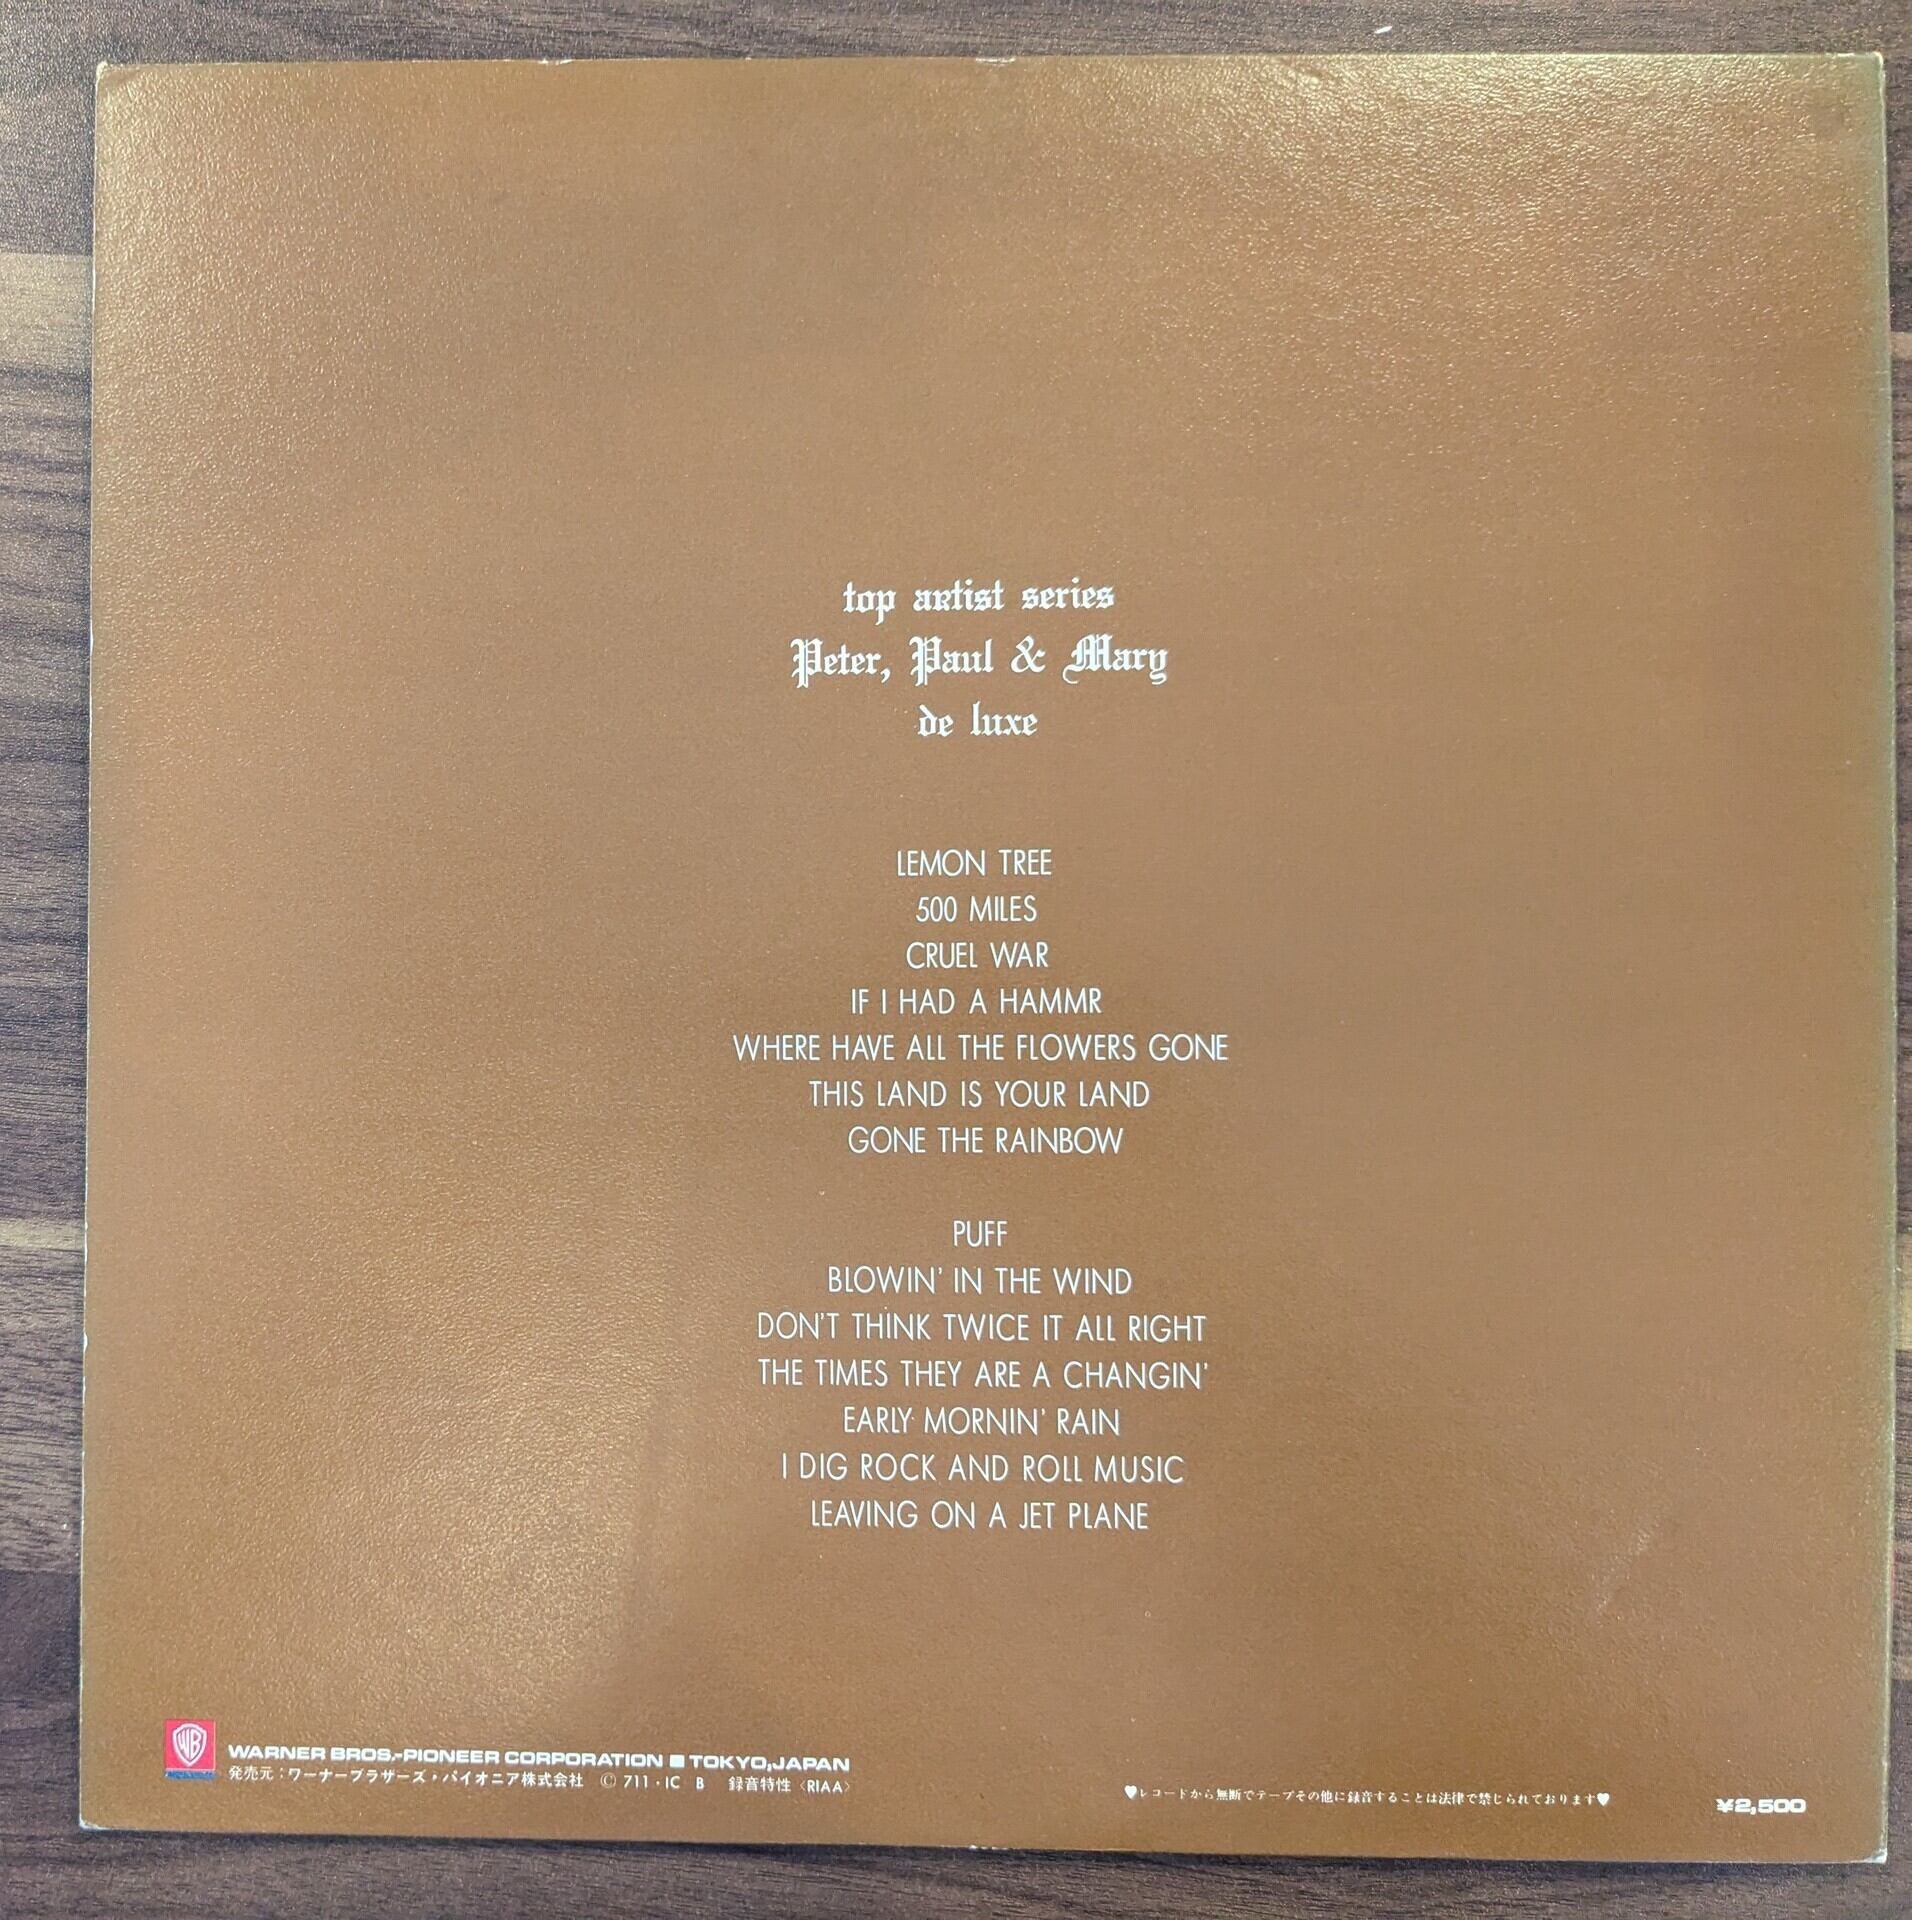 top artist series
Peter, Paul & Mary
de luxe
LEMON TREE
500 MILES
CRUEL WAR
IF I HAD A HAMMR
WHERE HAVE ALL THE FLOWERS GONE
THIS LAND IS YOUR LAND
GONE THE RAINBOW
PUFF
BLOWIN' IN THE WIND
DON'T THINK TWICE IT ALL RIGHT
THE TIMES THEY ARE A CHANGIN'
EARLY MORNIN' RAIN
I DIG ROCK AND ROLL MUSIC
LEAVING ON A JET PLANE
WB
WARNER BROS.-PIONEER CORPORATION ■ TOKYO,JAPAN
発売元：ワーナーブラザーズ・パイオニア株式会社 Ⓒ 711・IC B 録音特性〈RIAA〉
♥レコードから無断でテープその他に録音することは法律で禁じられております♥
¥2,500